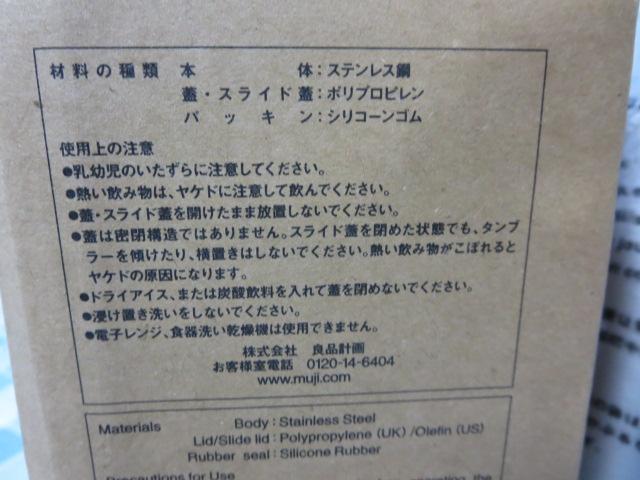 材料の種類 本 体：ステンレス鋼
蓋・スライド蓋：ポリプロピレン
パッキン：シリコーンゴム
使用上の注意
●乳幼児のいたずらに注意してください。
●熱い飲み物は、ヤケドに注意して飲んでください。
●蓋・スライド蓋を開けたまま放置しないでください。
●蓋は密閉構造ではありません。スライド蓋を閉めた状態でも、タンブ
ラーを傾けたり、横置きはしないでください。熱い飲み物がこぼれると
ヤケドの原因になります。
●ドライアイス、または炭酸飲料を入れて蓋を閉めないでください。
●浸け置き洗いをしないでください。
●電子レンジ、食器洗い乾燥機は使用できません。
株式会社 良品計画
お客様室電話 0120-14-6404
www.muji.com
Materials Body：Stainless Steel
Lid/Slide lid：Polypropylene (UK) /Olefin (US)
Rubber seal：Silicone Rubber
Precautions for Use